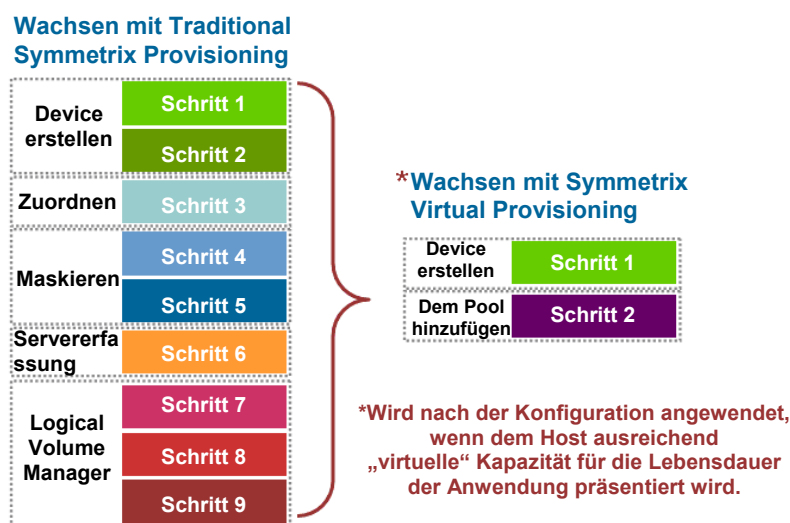 Wachsen mit Traditional
Symmetrix Provisioning
Device
erstellen
Schritt 1
Schritt 2
Zuordnen
Schritt 3
Maskieren
Schritt 4
Schritt 5
Servererfa
ssung
Schritt 6
Logical
Volume
Manager
Schritt 7
Schritt 8
Schritt 9
*Wachsen mit Symmetrix
Virtual Provisioning
Device
erstellen
Schritt 1
Dem Pool
hinzufügen
Schritt 2
*Wird nach der Konfiguration angewendet,
wenn dem Host ausreichend
„virtuelle“ Kapazität für die Lebensdauer
der Anwendung präsentiert wird.